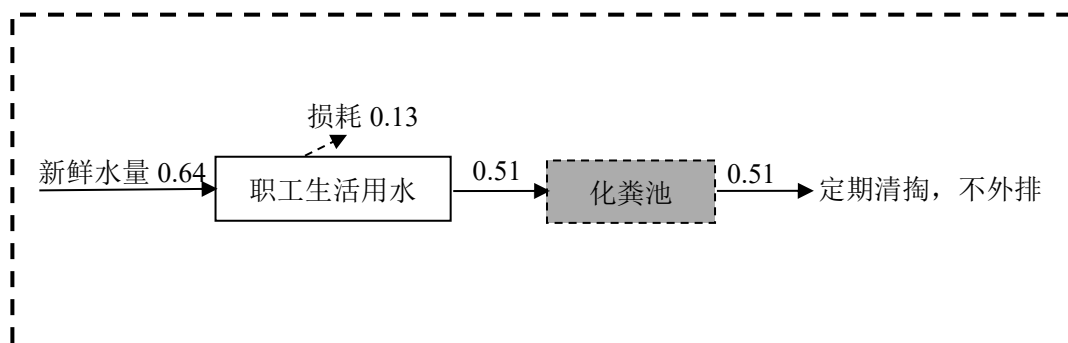 损耗 0.13
新鲜水量 0.64
职工生活用水
0.51
化粪池
0.51
定期清掏，不外排